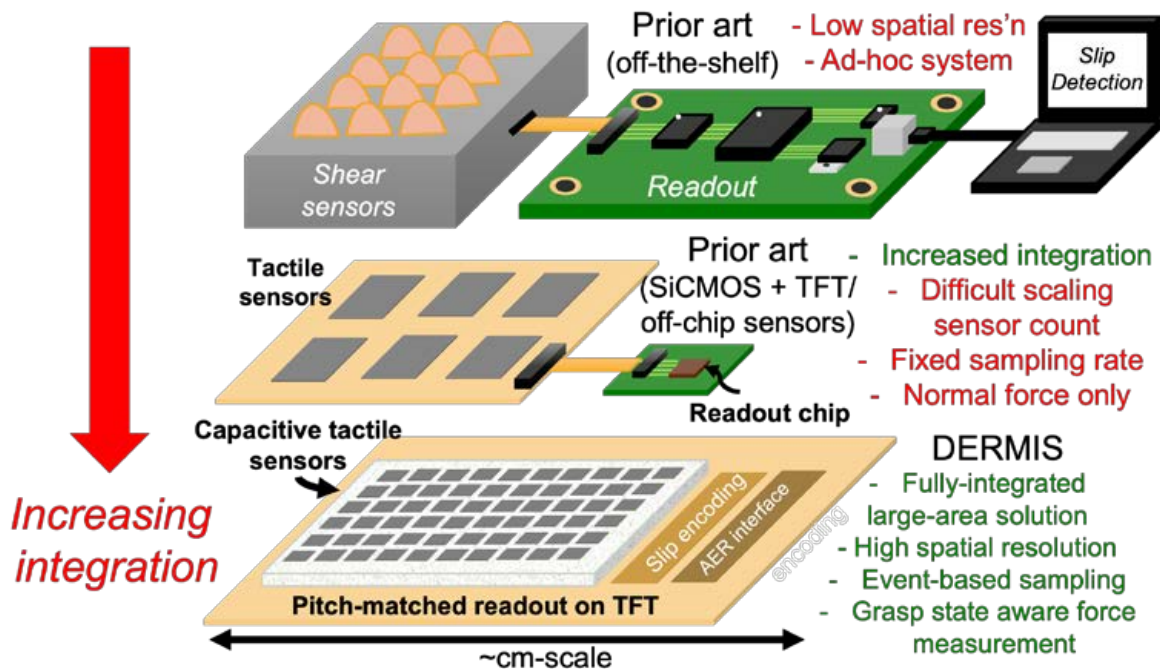 Prior art
(off-the-shelf)
- Low spatial res'n
- Ad-hoc system
Slip
Detection
Shear
sensors
Readout
Tactile
sensors
Prior art
(SiCMOS + TFT/
off-chip sensors)
- Increased integration
- Difficult scaling
sensor count
- Fixed sampling rate
- Normal force only
Readout chip
Capacitive tactile
sensors
Slip encoding
AER interface
encoding
Pitch-matched readout on TFT
~cm-scale
DERMIS
- Fully-integrated
large-area solution
- High spatial resolution
- Event-based sampling
- Grasp state aware force
measurement
Increasing
integration